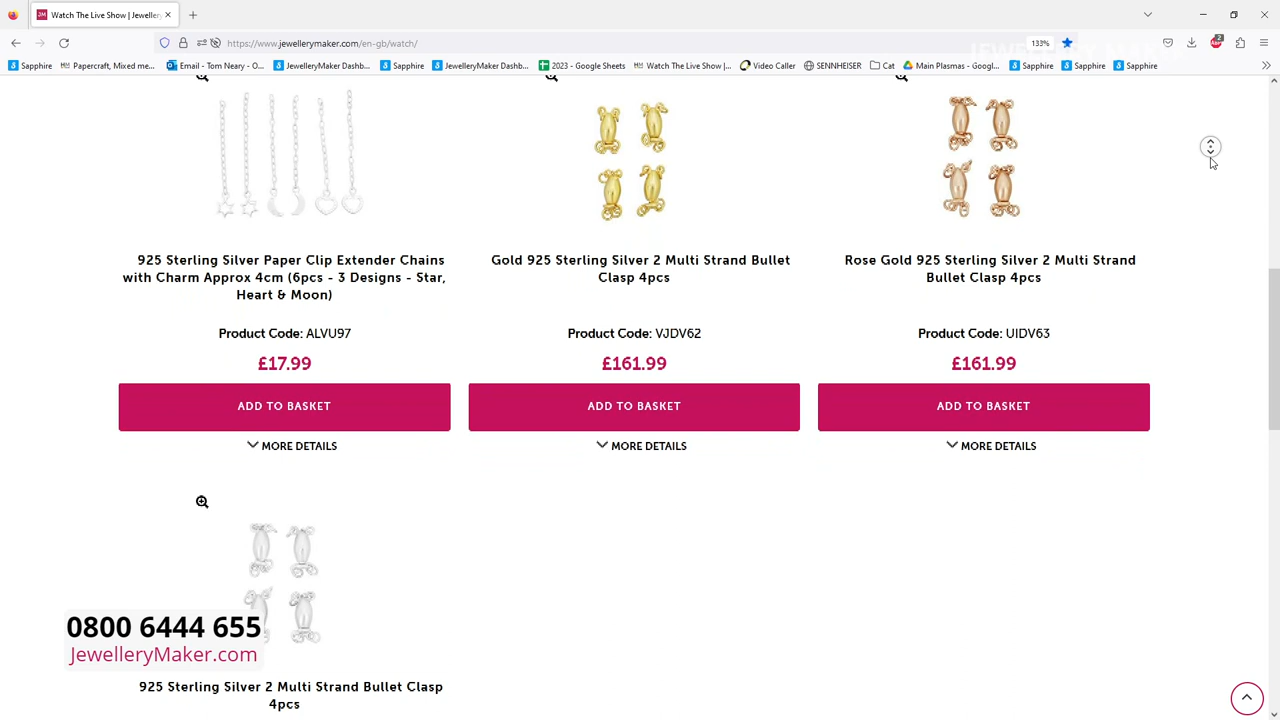 Watch The Live Show | Jeweller
https://www.jewellerymaker.com/en-gb/watch/
133%
2
JEWELLERY MAKER
Sapphire
Papercraft, Mixed me...
Email - Tom Neary - O...
JewelleryMaker Dashb...
Sapphire
JewelleryMaker Dashb...
2023 - Google Sheets
Watch The Live Show |...
Video Caller
SENNHEISER
Cat
Main Plasmas - Googl...
Sapphire
Sapphire
Sapphire
925 Sterling Silver Paper Clip Extender Chains
with Charm Approx 4cm (6pcs - 3 Designs - Star,
Heart & Moon)
Product Code: ALVU97
£17.99
ADD TO BASKET
MORE DETAILS
Gold 925 Sterling Silver 2 Multi Strand Bullet
Clasp 4pcs
Product Code: VJDV62
£161.99
ADD TO BASKET
MORE DETAILS
Rose Gold 925 Sterling Silver 2 Multi Strand
Bullet Clasp 4pcs
Product Code: UIDV63
£161.99
ADD TO BASKET
MORE DETAILS
0800 6444 655
JewelleryMaker.com
925 Sterling Silver 2 Multi Strand Bullet Clasp
4pcs